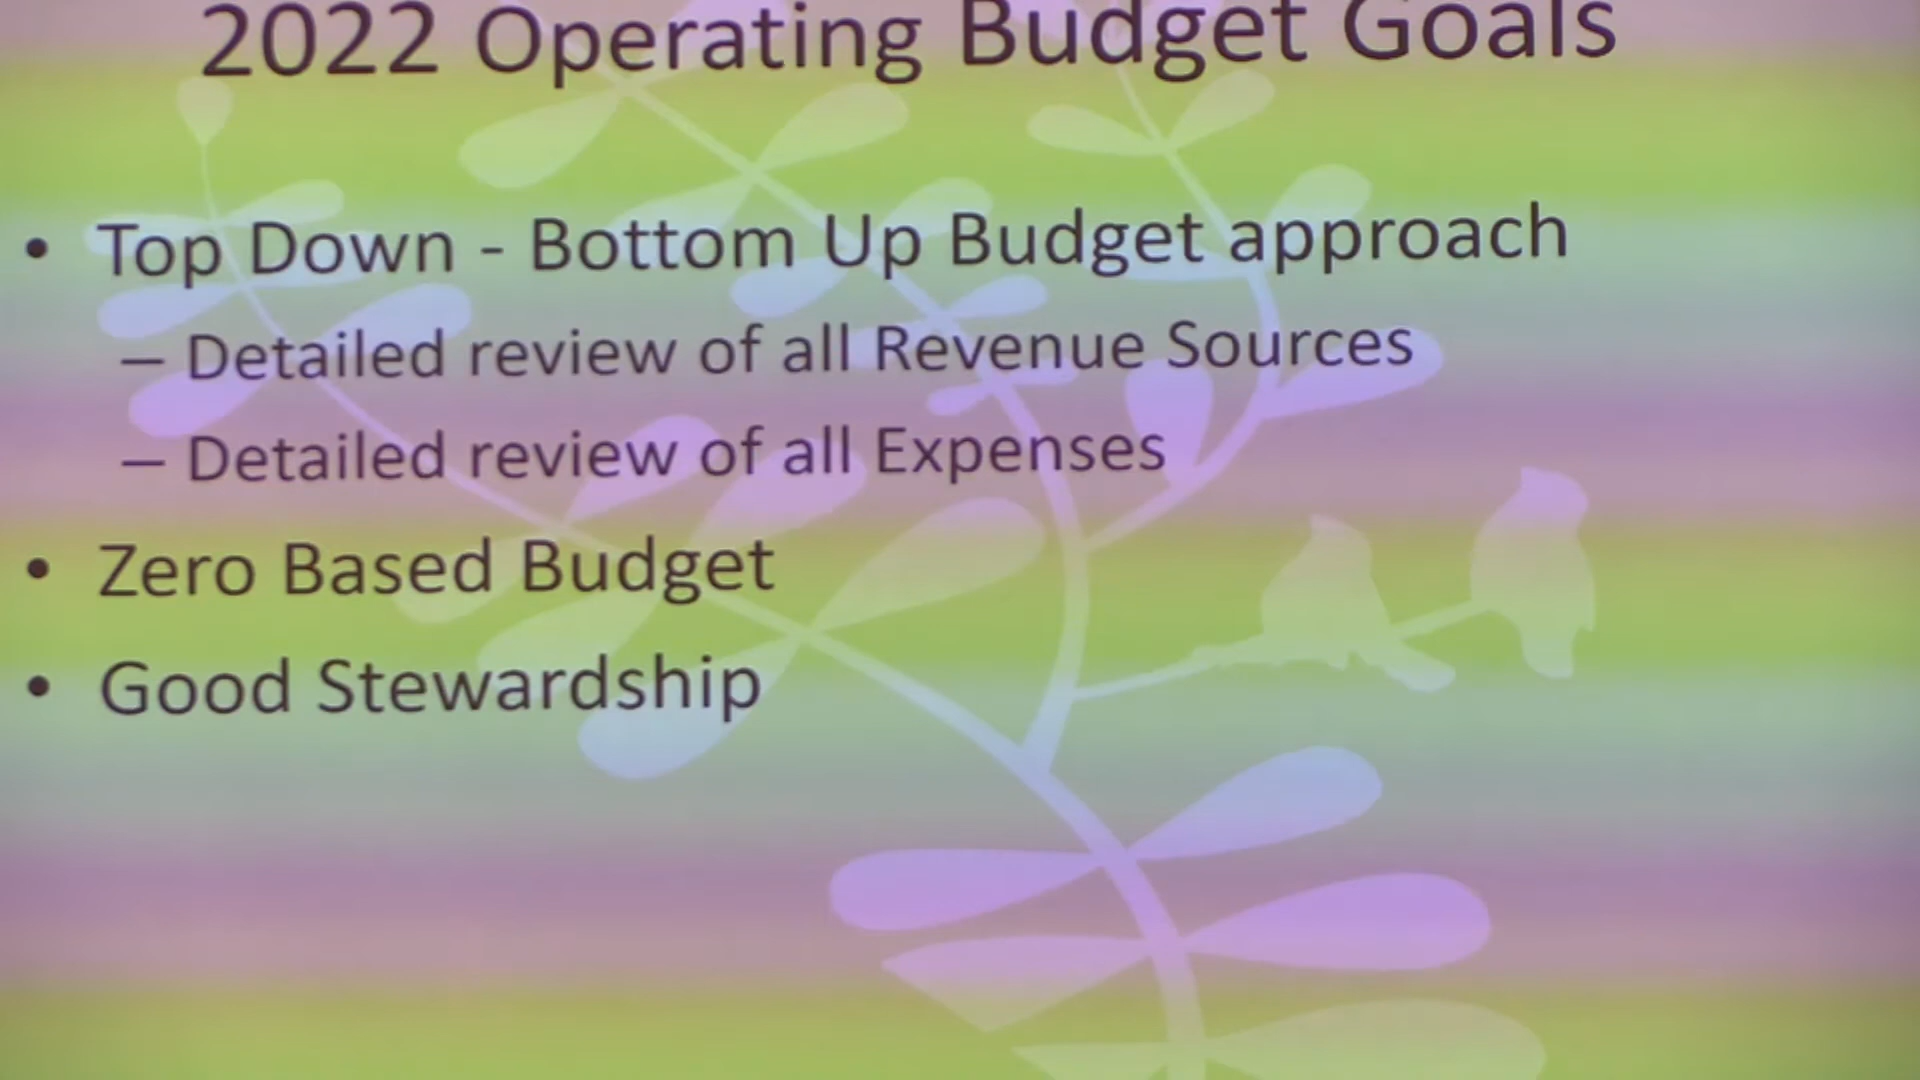 2022 Operating Budget Goals
• Top Down - Bottom Up Budget approach
– Detailed review of all Revenue Sources
– Detailed review of all Expenses
• Zero Based Budget
• Good Stewardship